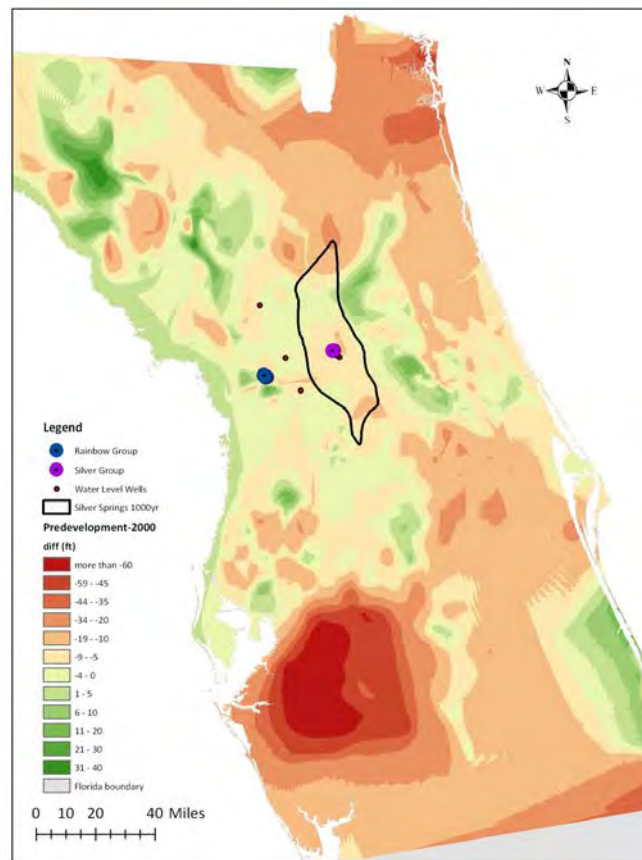 N
W E
S
Legend
Rainbow Group
Silver Group
Water Level Wells
Silver Springs 1000yr
Predevelopment-2000
diff (ft)
more than -60
-59 - -45
-44 - -35
-34 - -20
-19 - -10
-9 - -5
-4 - 0
1 - 5
6 - 10
11 - 20
21 - 30
31 - 40
Florida boundary
0 10 20 40 Miles